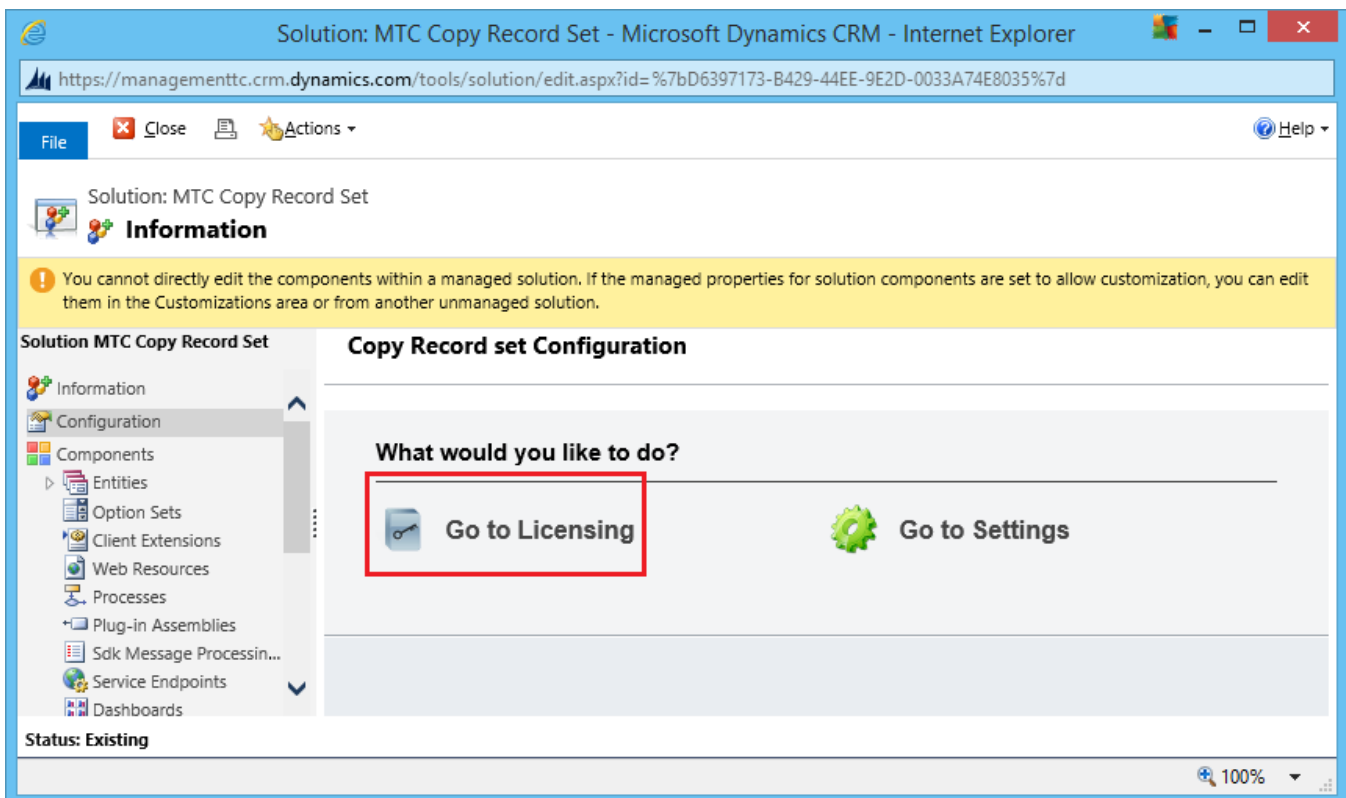 Solution: MTC Copy Record Set - Microsoft Dynamics CRM - Internet Explorer
https://managementtc.crm.dynamics.com/tools/solution/edit.aspx?id=%7bD6397173-B429-44EE-9E2D-0033A74E8035%7d
File Close Actions Help
Solution: MTC Copy Record Set
Information
You cannot directly edit the components within a managed solution. If the managed properties for solution components are set to allow customization, you can edit
them in the Customizations area or from another unmanaged solution.
Solution MTC Copy Record Set
Information
Configuration
Components
Entities
Option Sets
Client Extensions
Web Resources
Processes
Plug-in Assemblies
Sdk Message Processin...
Service Endpoints
Dashboards
Copy Record set Configuration
What would you like to do?
Go to Licensing Go to Settings
Status: Existing
100%